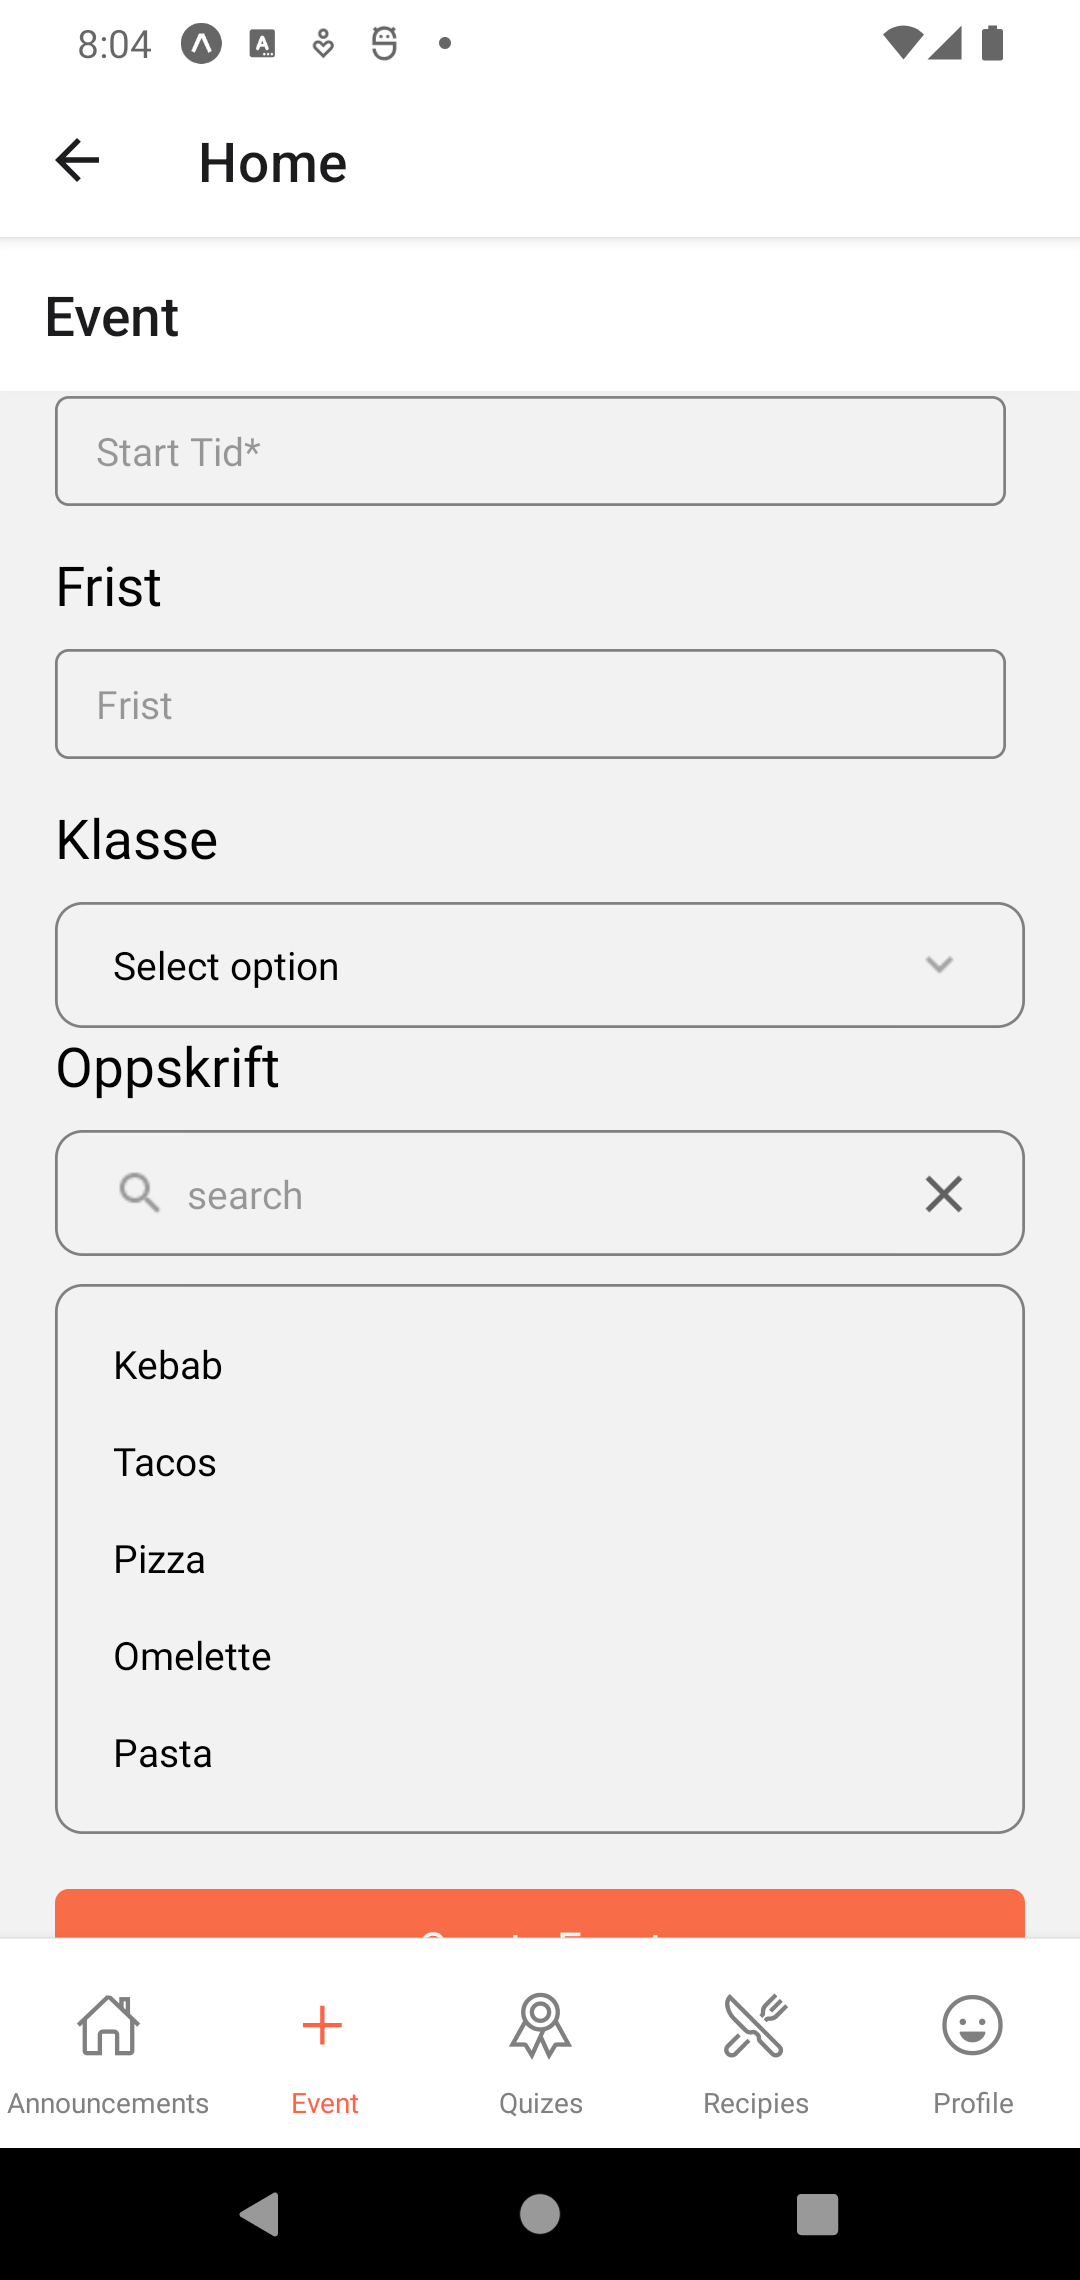 8:04
Home
Event
Start Tid*
Frist
Frist
Klasse
Select option
Oppskrift
search
Kebab
Tacos
Pizza
Omelette
Pasta
Announcements
Event
Quizes
Recipies
Profile